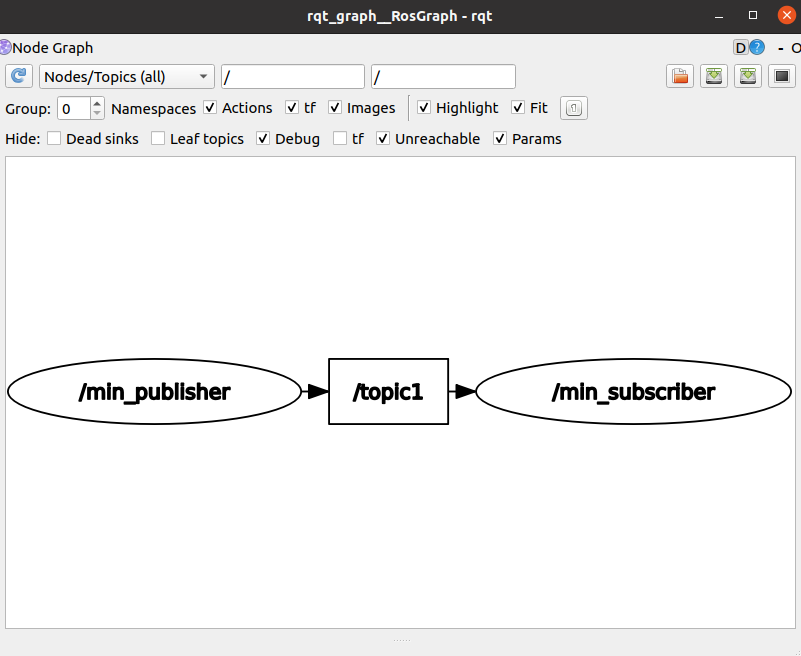 rqt_graph__RosGraph - rqt
Node Graph D ? - O
Nodes/Topics (all) / /
Group: 0 Namespaces Actions tf Images Highlight Fit
Hide: Dead sinks Leaf topics Debug tf Unreachable Params
/min_publisher /topic1 /min_subscriber